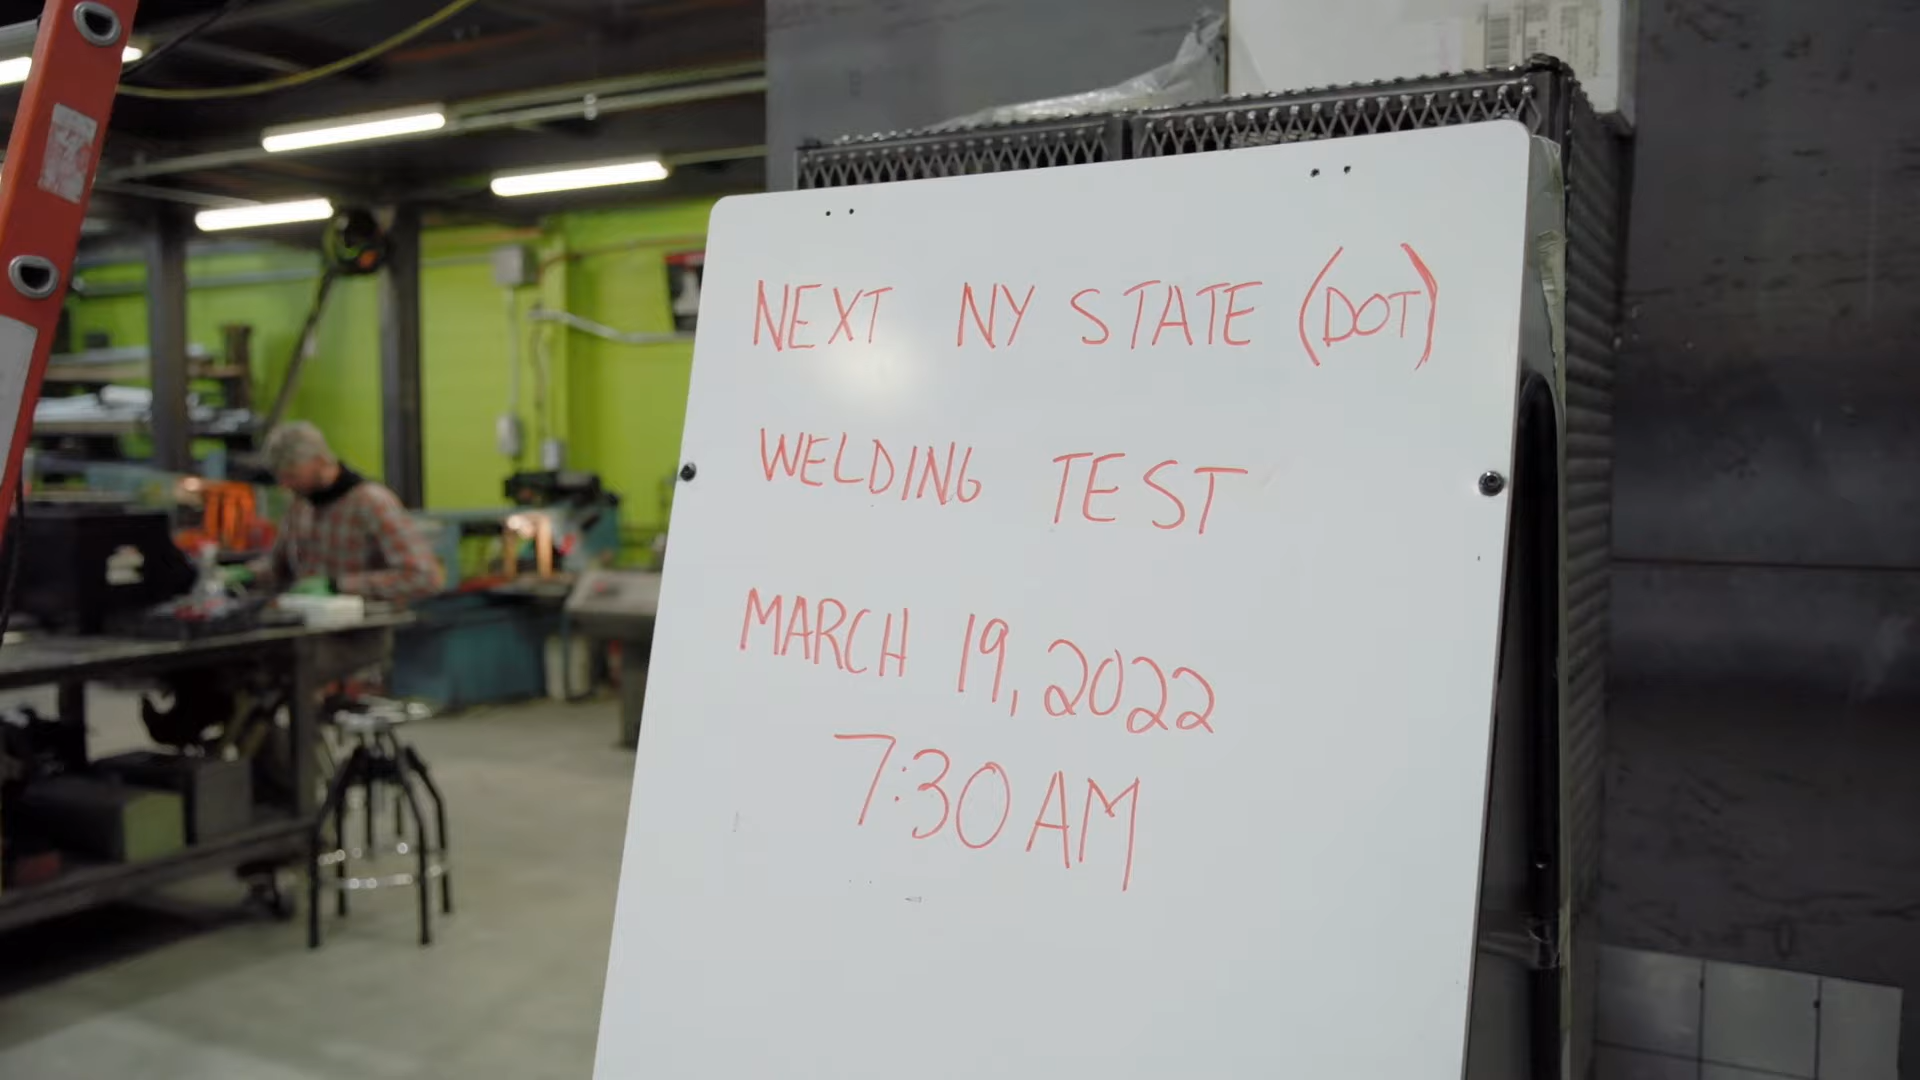 NEXT NY STATE (DOT)
WELDING TEST
MARCH 19, 2022
7:30 AM